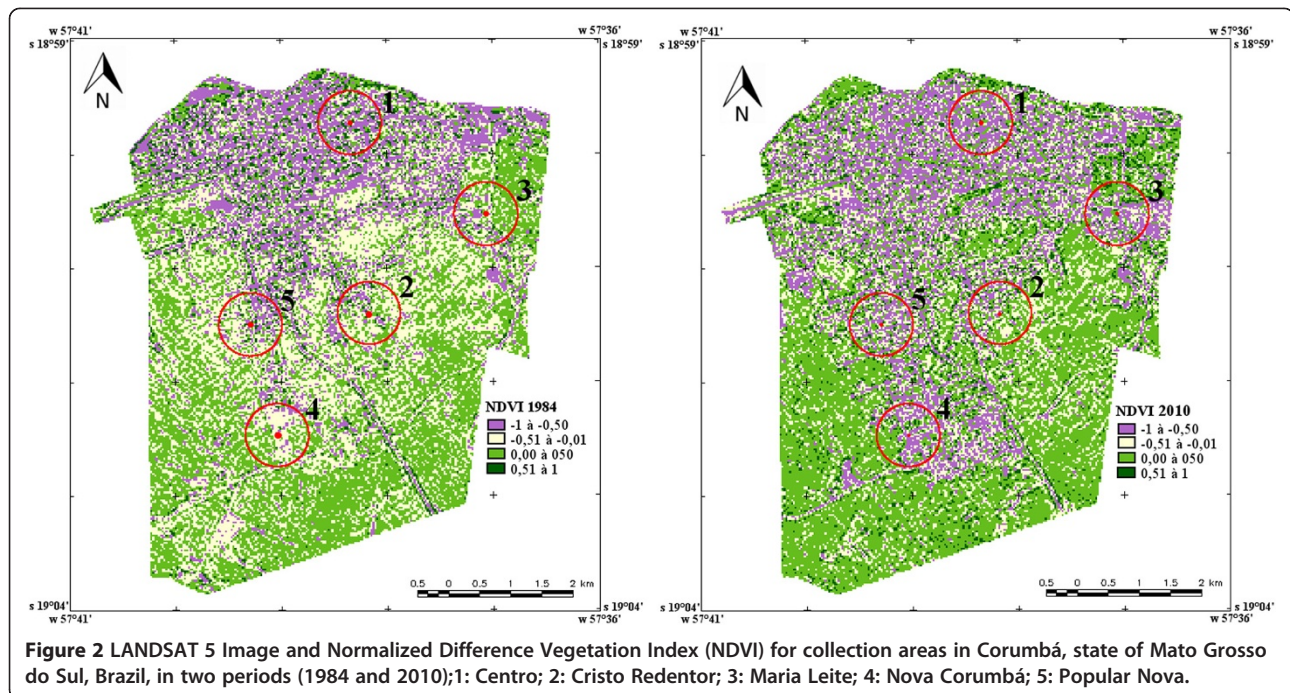 w 57°41'
w 57°36'
s 18°59'
s 18°59'
N
1
3
2
5
4
NDVI 1984
-1 à -0,50
-0,51 à -0,01
0,00 à 050
0,51 à 1
0.5 0 0.5 1 1.5 2 km
s 19°04'
s 19°04'
w 57°41'
w 57°36'
w 57°41'
w 57°36'
s 18°59'
N
1
3
2
5
4
NDVI 2010
-1 à -0,50
-0,51 à -0,01
0,00 à 050
0,51 à 1
0.5 0 0.5 1 1.5 2 km
s 19°04'
w 57°41'
w 57°36'
Figure 2 LANDSAT 5 Image and Normalized Difference Vegetation Index (NDVI) for collection areas in Corumbá, state of Mato Grosso
do Sul, Brazil, in two periods (1984 and 2010);1: Centro; 2: Cristo Redentor; 3: Maria Leite; 4: Nova Corumbá; 5: Popular Nova.